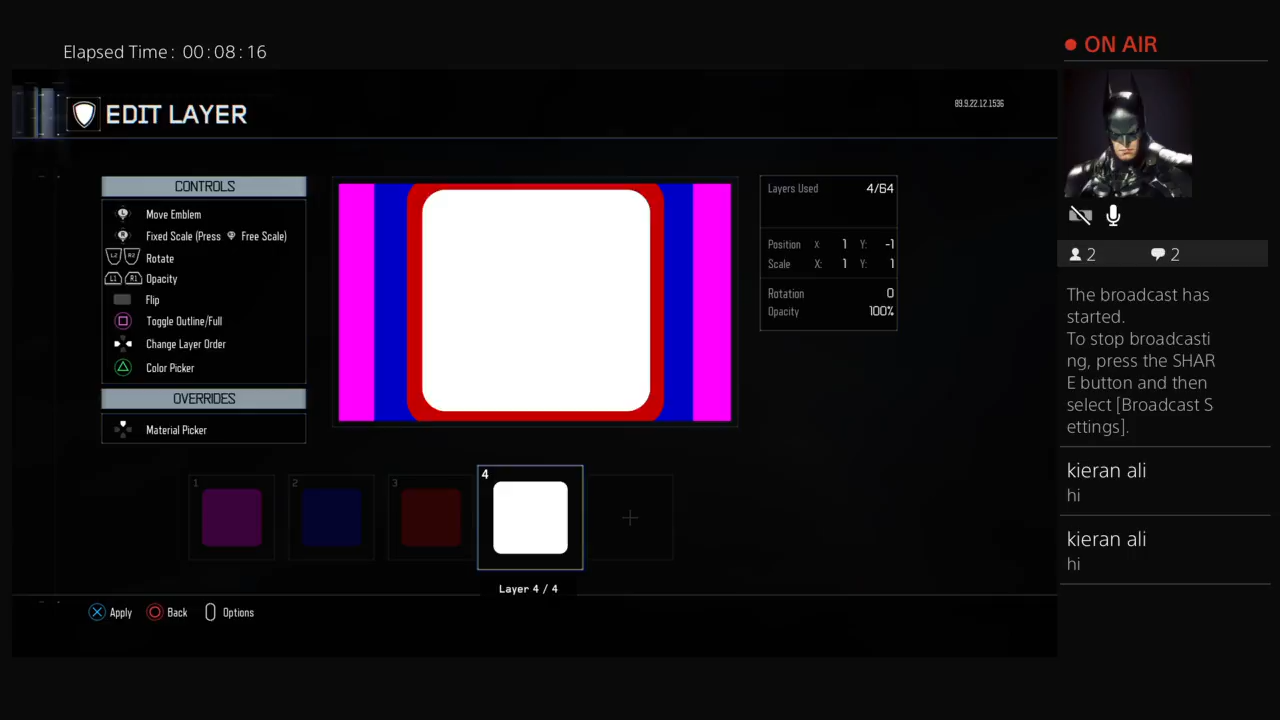 Elapsed Time: 00:08:16
ON AIR
EDIT LAYER
89.9.22.12.1536
CONTROLS
L Move Emblem
R Fixed Scale (Press Free Scale)
L2 R2 Rotate
L1 R1 Opacity
Flip
Toggle Outline/Full
Change Layer Order
Color Picker
OVERRIDES
Material Picker
Layers Used 4/64
Position X: 1 Y: -1
Scale X: 1 Y: 1
Rotation 0
Opacity 100%
1
2
3
4
Layer 4 / 4
Apply Back Options
2 2
The broadcast has
started.
To stop broadcasti
ng, press the SHAR
E button and then
select [Broadcast S
ettings].
kieran ali
hi
kieran ali
hi